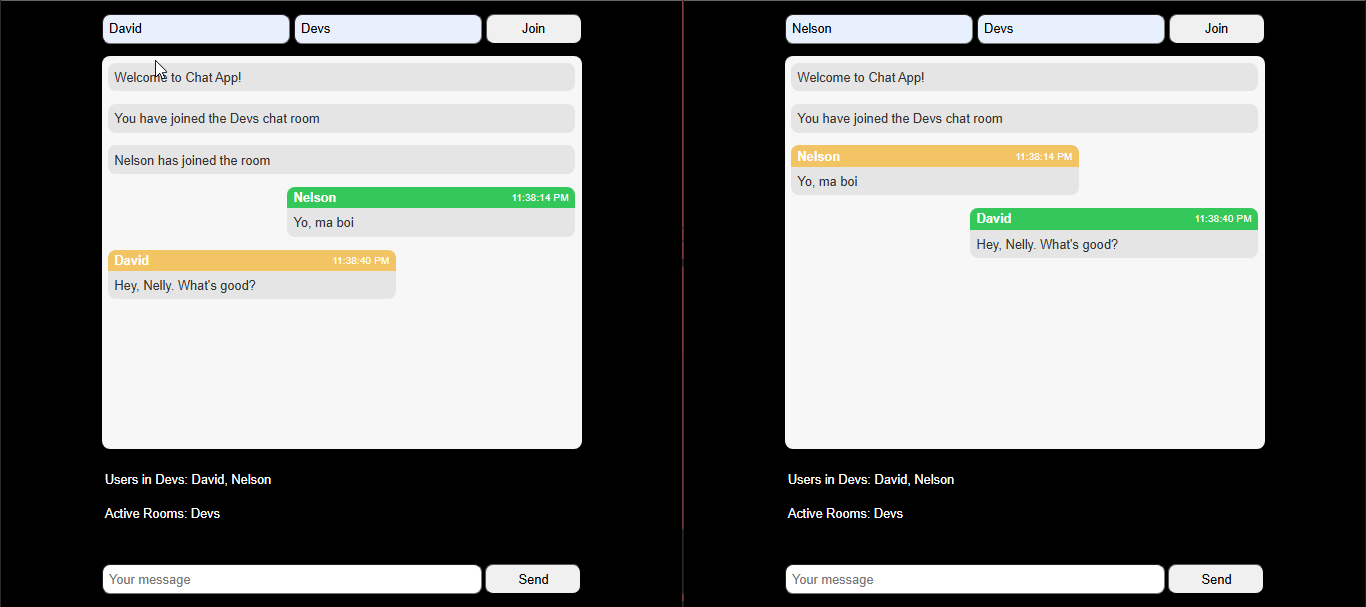 David Devs Join
Welcome to Chat App!
You have joined the Devs chat room
Nelson has joined the room
Nelson 11:38:14 PM
Yo, ma boi
David 11:38:40 PM
Hey, Nelly. What's good?
Users in Devs: David, Nelson
Active Rooms: Devs
Your message Send
Nelson Devs Join
Welcome to Chat App!
You have joined the Devs chat room
Nelson 11:38:14 PM
Yo, ma boi
David 11:38:40 PM
Hey, Nelly. What's good?
Users in Devs: David, Nelson
Active Rooms: Devs
Your message Send